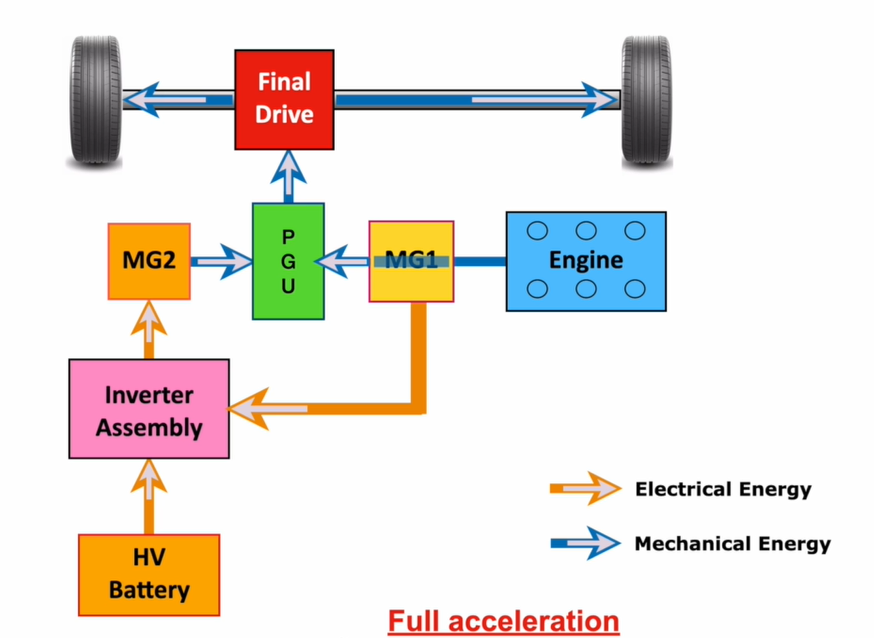 Final
Drive
MG2
P
G
U
MG1
Engine
Inverter
Assembly
HV
Battery
Electrical Energy
Mechanical Energy
Full acceleration